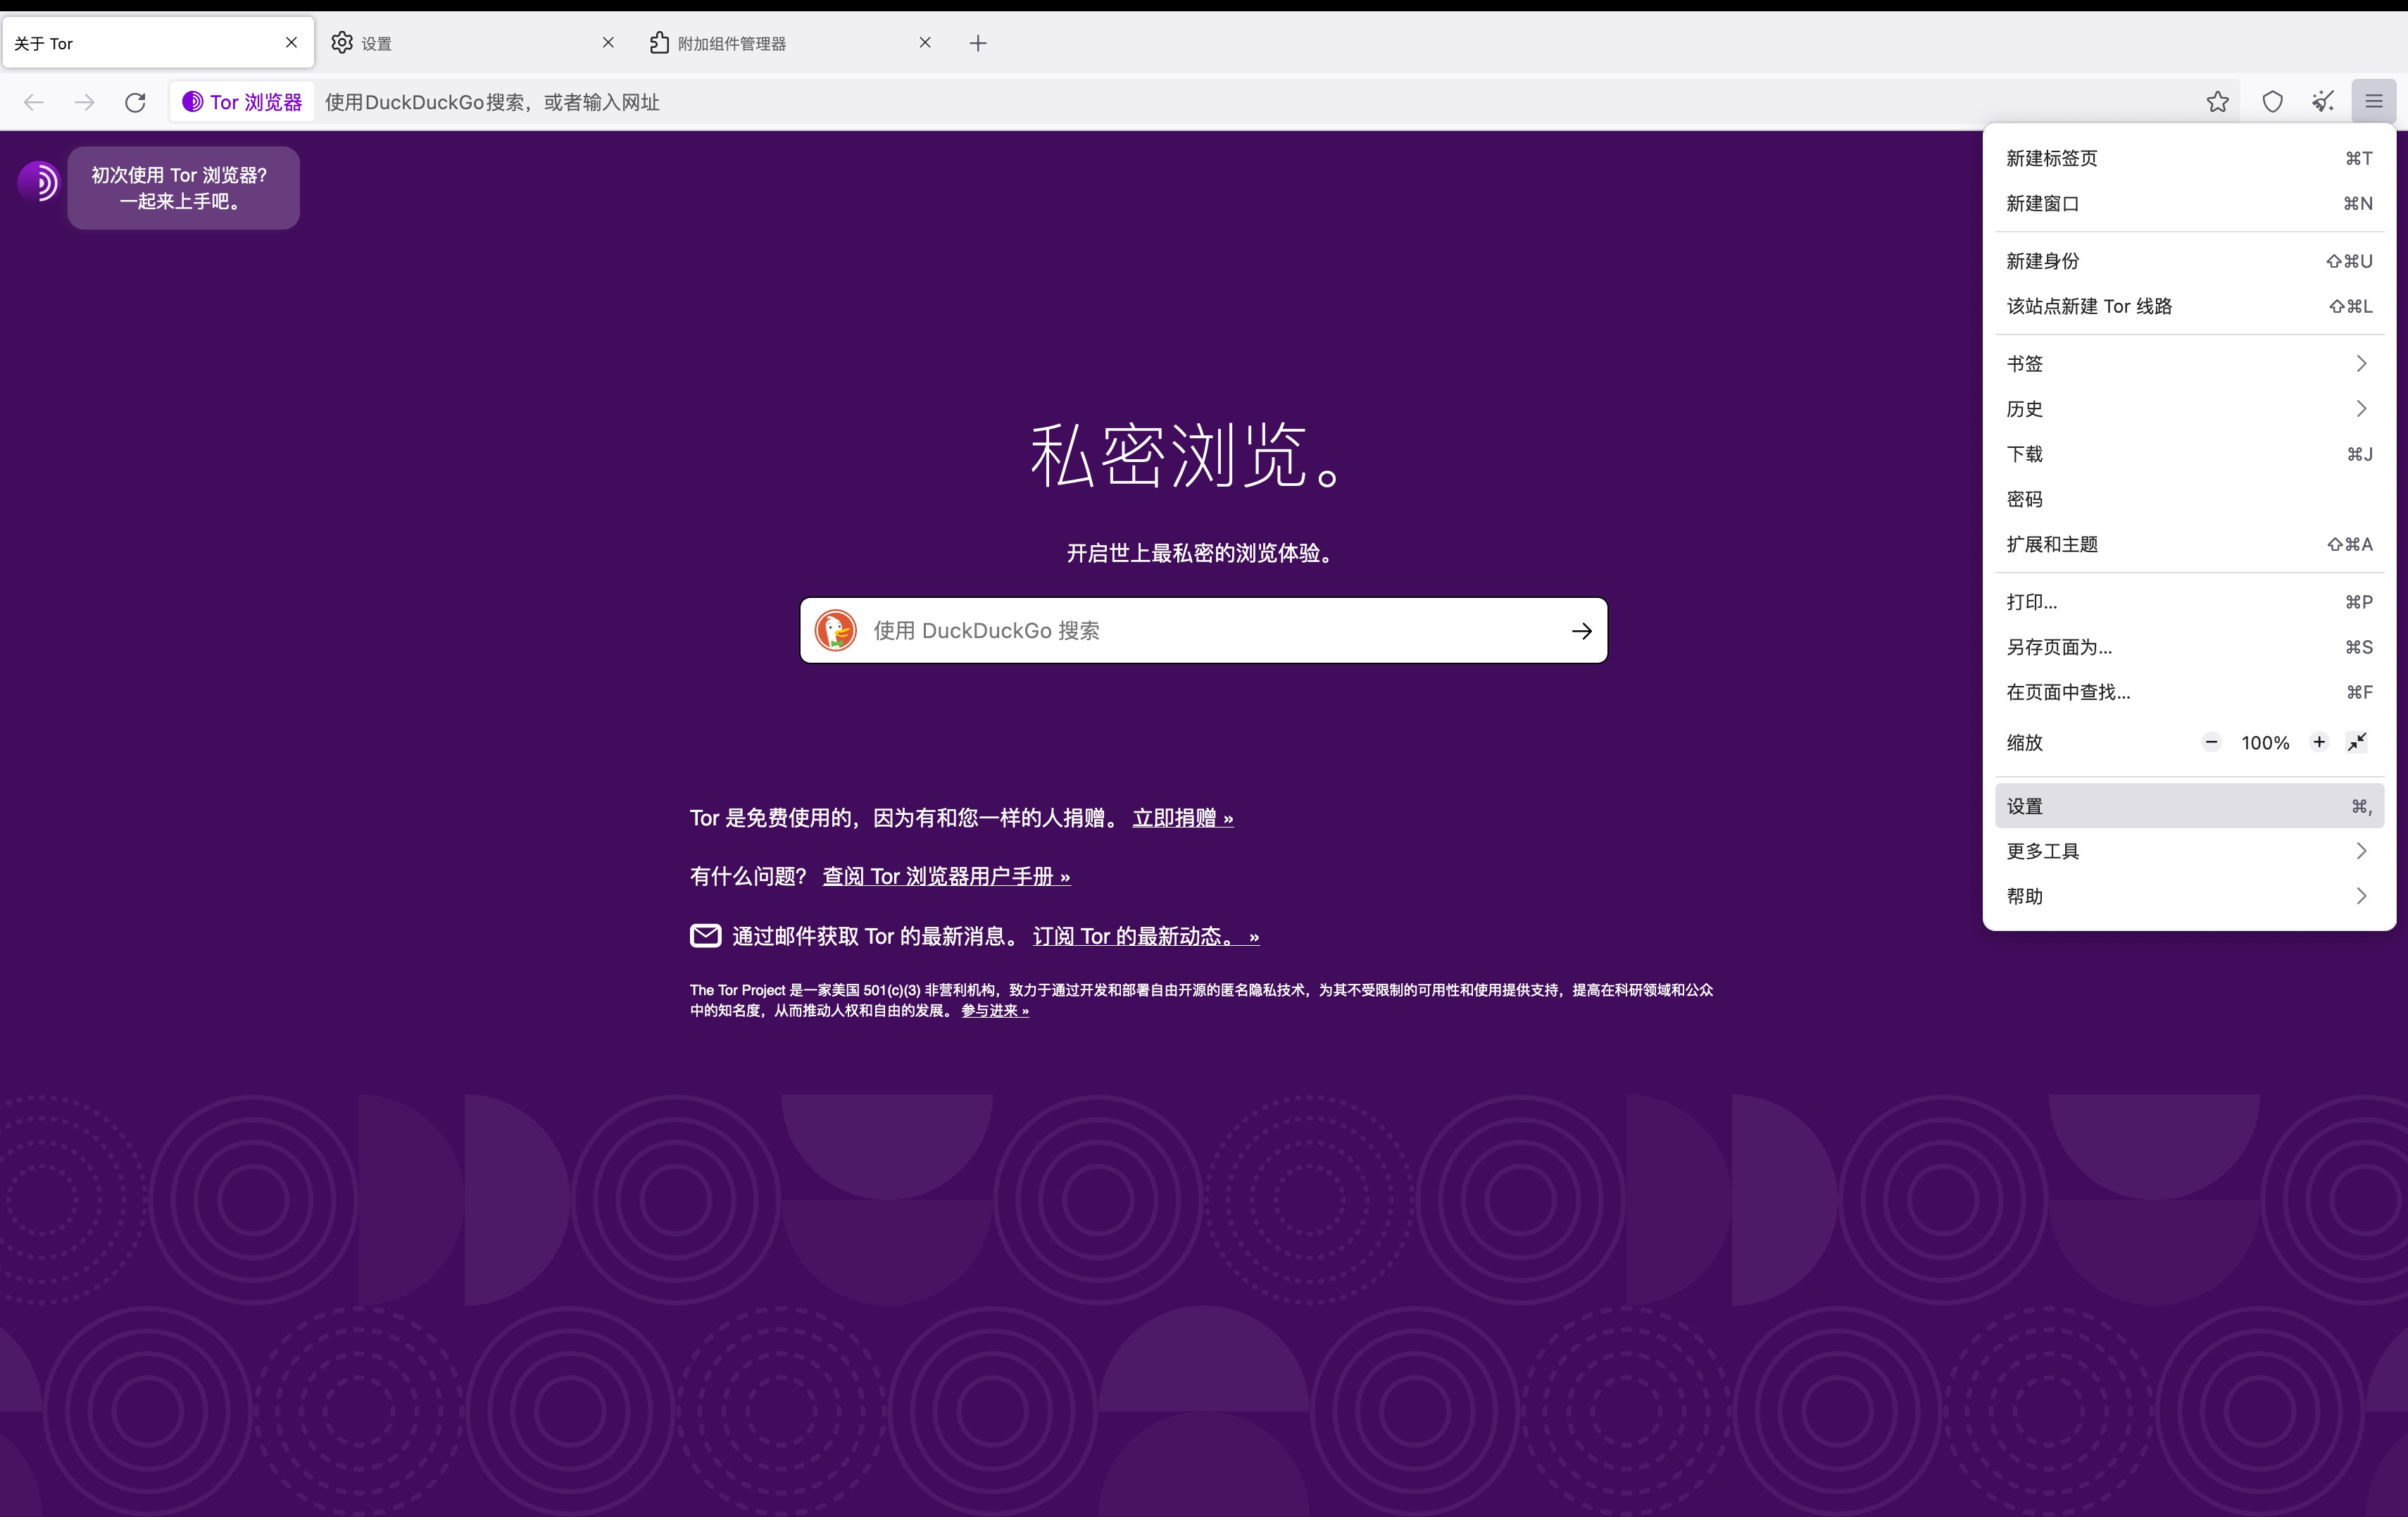 关于 Tor
设置
附加组件管理器
Tor 浏览器
使用DuckDuckGo搜索，或者输入网址
初次使用 Tor 浏览器？
一起来上手吧。
私密浏览。
开启世上最私密的浏览体验。
使用 DuckDuckGo 搜索
Tor 是免费使用的，因为有和您一样的人捐赠。 立即捐赠 »
有什么问题？ 查阅 Tor 浏览器用户手册 »
通过邮件获取 Tor 的最新消息。 订阅 Tor 的最新动态。 »
The Tor Project 是一家美国 501(c)(3) 非营利机构，致力于通过开发和部署自由开源的匿名隐私技术，为其不受限制的可用性和使用提供支持，提高在科研领域和公众
中的知名度，从而推动人权和自由的发展。 参与进来 »
新建标签页 ⌘T
新建窗口 ⌘N
新建身份 ⇧⌘U
该站点新建 Tor 线路 ⇧⌘L
书签
历史
下载 ⌘J
密码
扩展和主题 ⇧⌘A
打印... ⌘P
另存页面为... ⌘S
在页面中查找... ⌘F
缩放 − 100% +
设置 ⌘,
更多工具
帮助